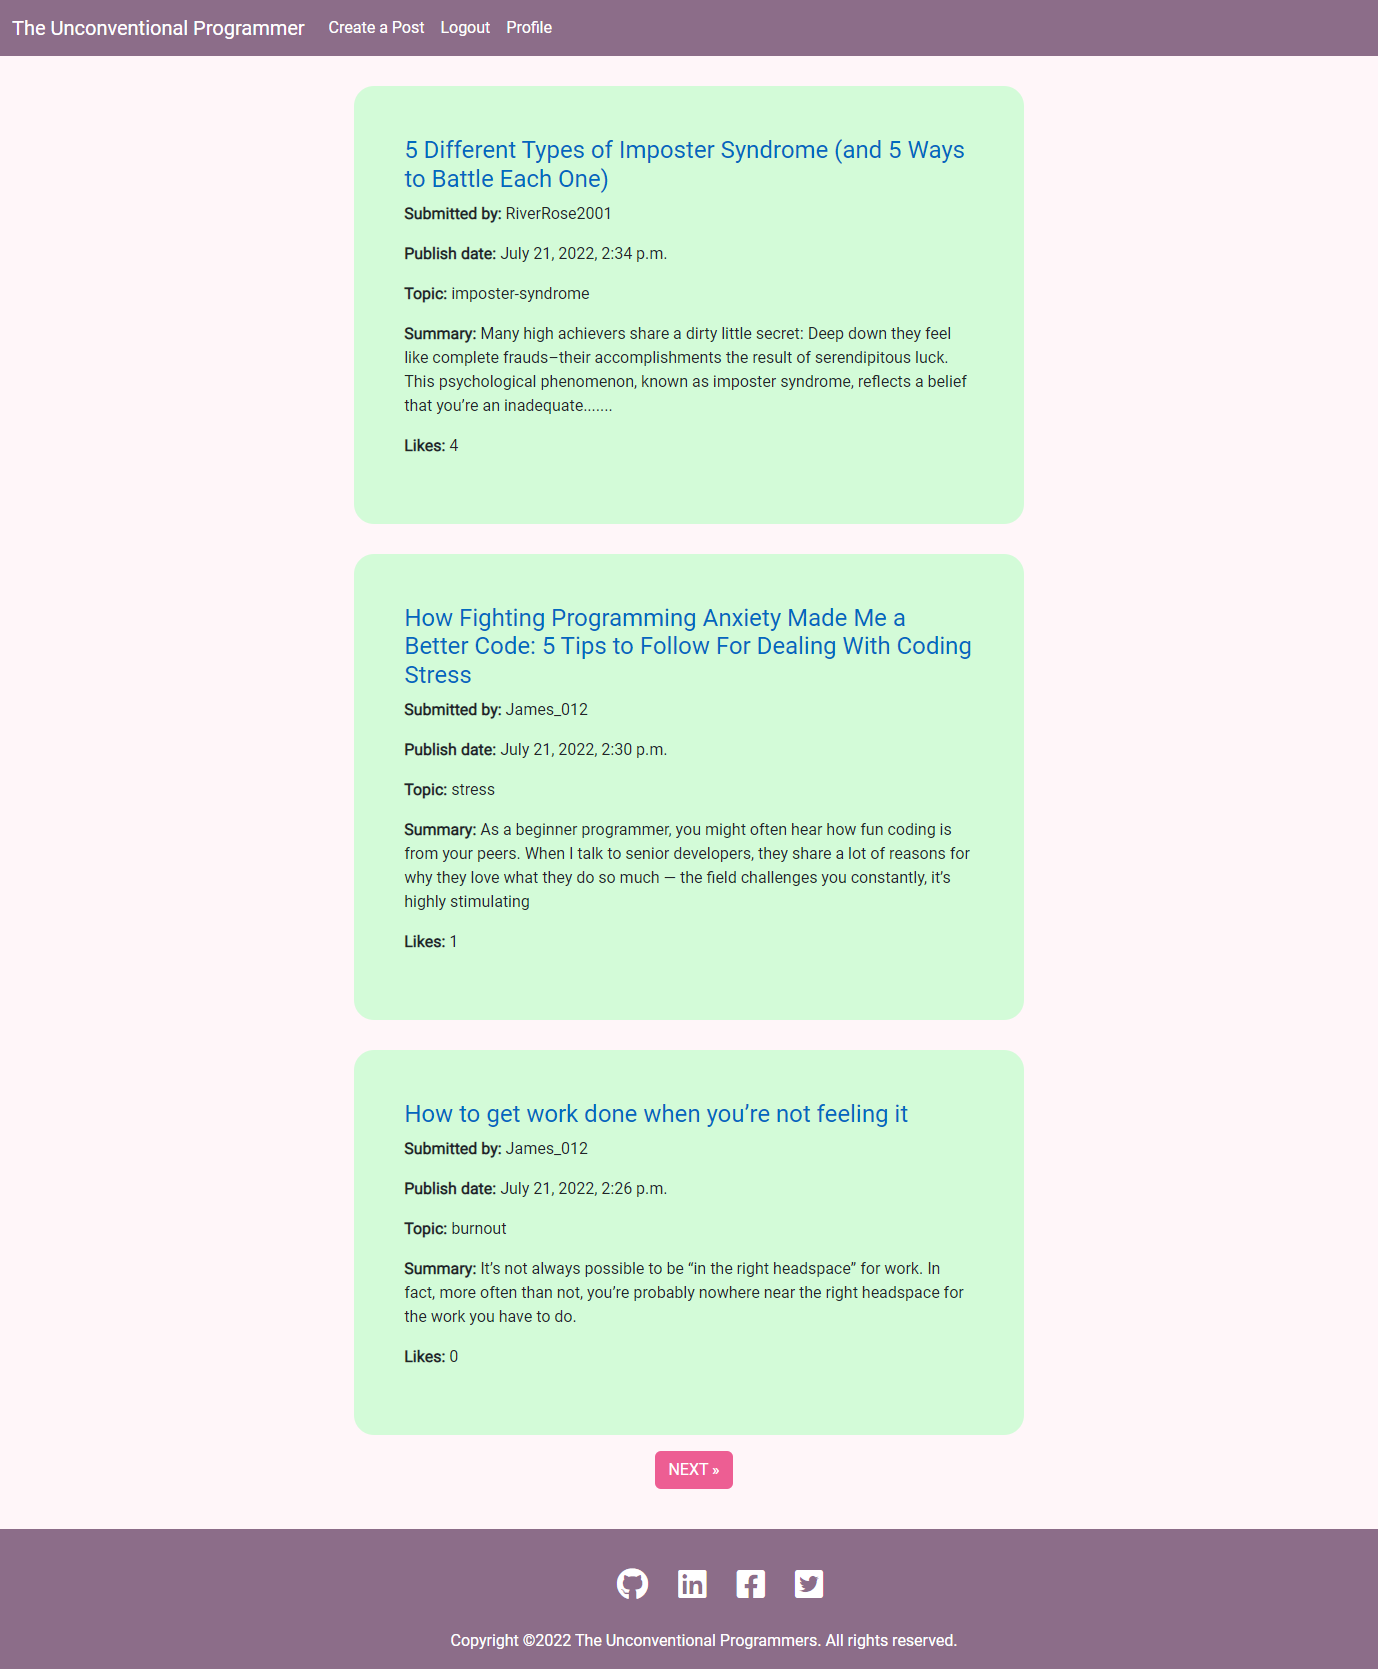 The Unconventional Programmer Create a Post Logout Profile
5 Different Types of Imposter Syndrome (and 5 Ways
to Battle Each One)
Submitted by: RiverRose2001
Publish date: July 21, 2022, 2:34 p.m.
Topic: imposter-syndrome
Summary: Many high achievers share a dirty little secret: Deep down they feel
like complete frauds–their accomplishments the result of serendipitous luck.
This psychological phenomenon, known as imposter syndrome, reflects a belief
that you’re an inadequate.......
Likes: 4
How Fighting Programming Anxiety Made Me a
Better Code: 5 Tips to Follow For Dealing With Coding
Stress
Submitted by: James_012
Publish date: July 21, 2022, 2:30 p.m.
Topic: stress
Summary: As a beginner programmer, you might often hear how fun coding is
from your peers. When I talk to senior developers, they share a lot of reasons for
why they love what they do so much — the field challenges you constantly, it’s
highly stimulating
Likes: 1
How to get work done when you’re not feeling it
Submitted by: James_012
Publish date: July 21, 2022, 2:26 p.m.
Topic: burnout
Summary: It’s not always possible to be “in the right headspace” for work. In
fact, more often than not, you’re probably nowhere near the right headspace for
the work you have to do.
Likes: 0
NEXT »
Copyright ©2022 The Unconventional Programmers. All rights reserved.